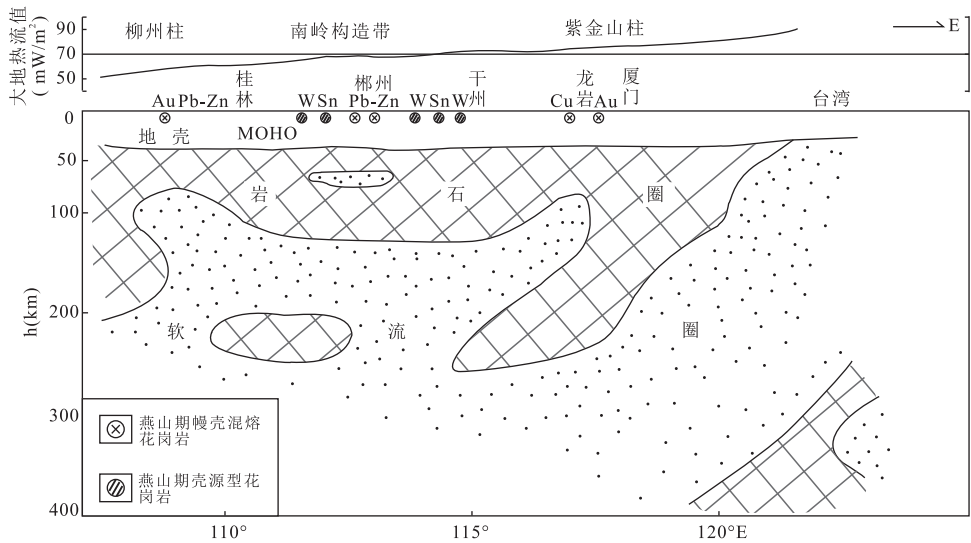 大地热流值
(mW/m²)
90
70
50
柳州柱
南岭构造带
紫金山柱
E
桂林
郴州
干州
龙岩
厦门
台湾
Au Pb-Zn
W Sn
Pb-Zn
W Sn W
Cu
Au
0
50
100
200
300
400
h(km)
地 壳
MOHO
岩 石 圈
软 流 圈
燕山期幔壳混熔
花岗岩
燕山期壳源型花
岗岩
110°
115°
120°E